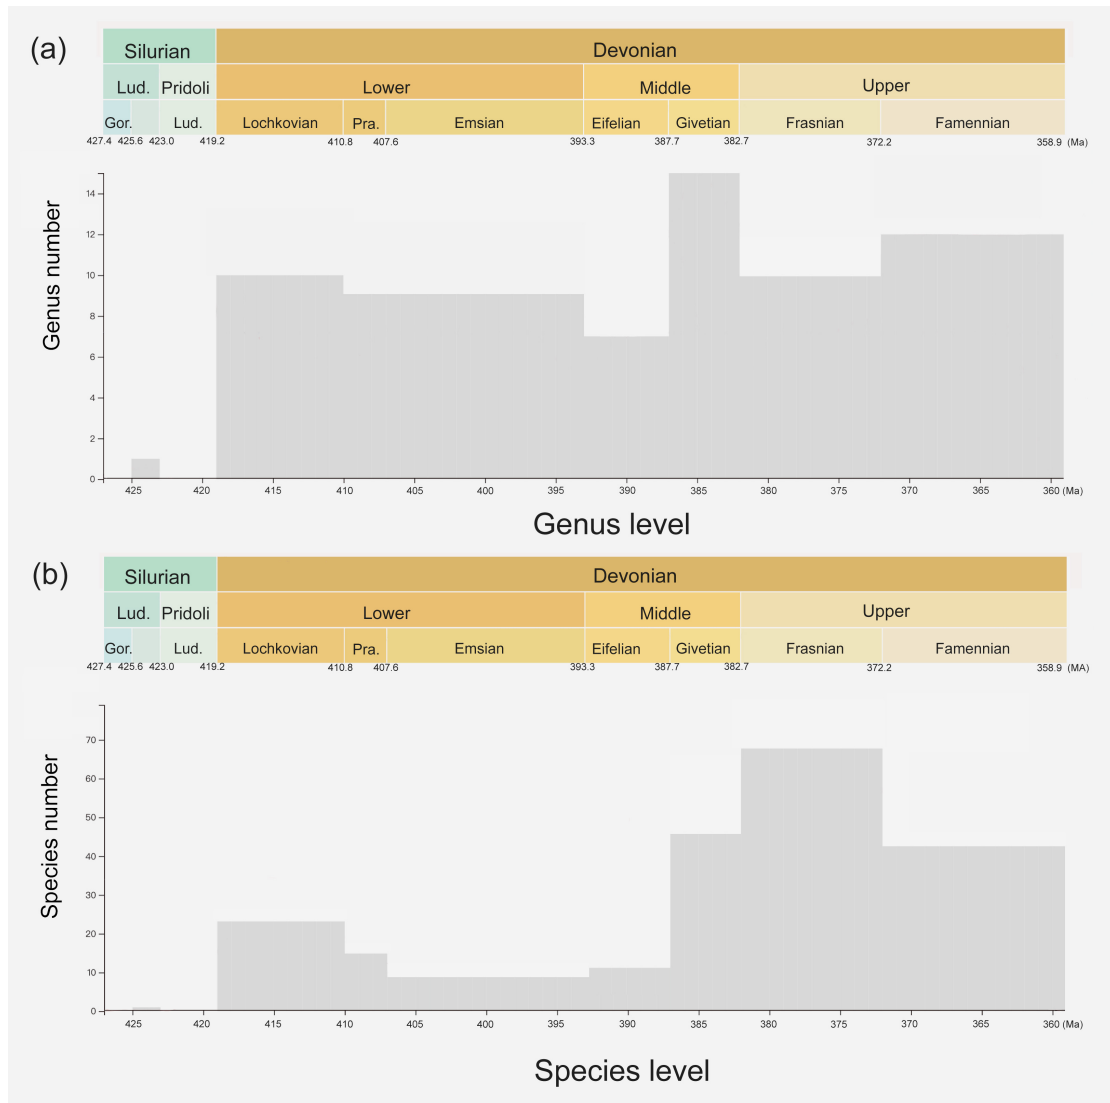 (a)
Silurian Devonian
Lud. Pridoli Lower Middle Upper
Gor. Lud. Lochkovian Pra. Emsian Eifelian Givetian Frasnian Famennian
427.4 425.6 423.0 419.2 410.8 407.6 393.3 387.7 382.7 372.2 358.9 (Ma)
Genus number
14
12
10
8
6
4
2
0
425 420 415 410 405 400 395 390 385 380 375 370 365 360 (Ma)
Genus level
(b)
Silurian Devonian
Lud. Pridoli Lower Middle Upper
Gor. Lud. Lochkovian Pra. Emsian Eifelian Givetian Frasnian Famennian
427.4 425.6 423.0 419.2 410.8 407.6 393.3 387.7 382.7 372.2 358.9 (MA)
Species number
70
60
50
40
30
20
10
0
425 420 415 410 405 400 395 390 385 380 375 370 365 360 (Ma)
Species level